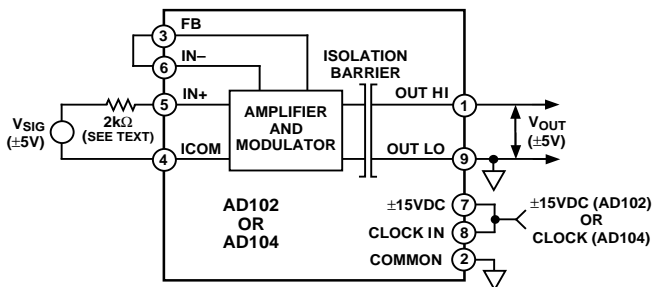 3
FB
6
IN–
5
IN+
VSIG
(±5V)
2kΩ
(SEE TEXT)
4
ICOM
AMPLIFIER
AND
MODULATOR
ISOLATION
BARRIER
OUT HI
1
VOUT
(±5V)
OUT LO
9
AD102
OR
AD104
±15VDC
7
CLOCK IN
8
COMMON
2
±15VDC (AD102)
OR
CLOCK (AD104)